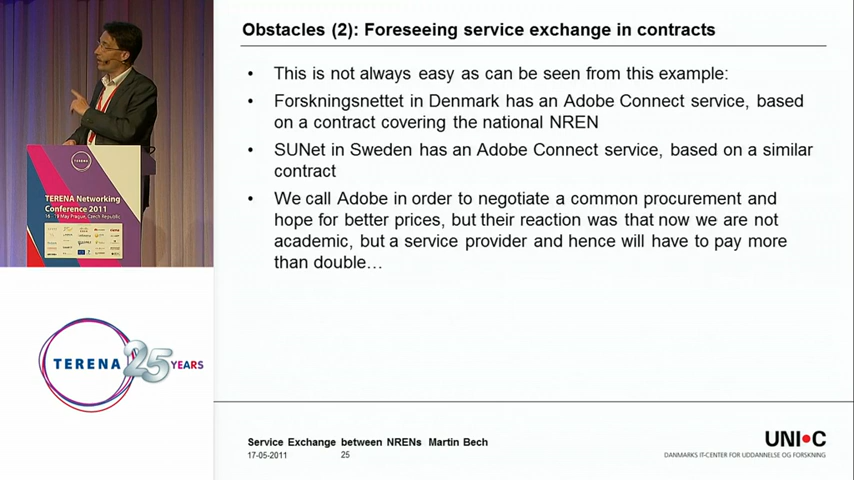 Obstacles (2): Foreseeing service exchange in contracts
• This is not always easy as can be seen from this example:
• Forskningsnettet in Denmark has an Adobe Connect service, based
on a contract covering the national NREN
• SUNet in Sweden has an Adobe Connect service, based on a similar
contract
• We call Adobe in order to negotiate a common procurement and
hope for better prices, but their reaction was that now we are not
academic, but a service provider and hence will have to pay more
than double…
TERENA
TERENA Networking
Conference 2011
16 - 19 May Prague, Czech Republic
TERENA 25 YEARS
Service Exchange between NRENs Martin Bech
17-05-2011 25
UNI•C
DANMARKS IT-CENTER FOR UDDANNELSE OG FORSKNING